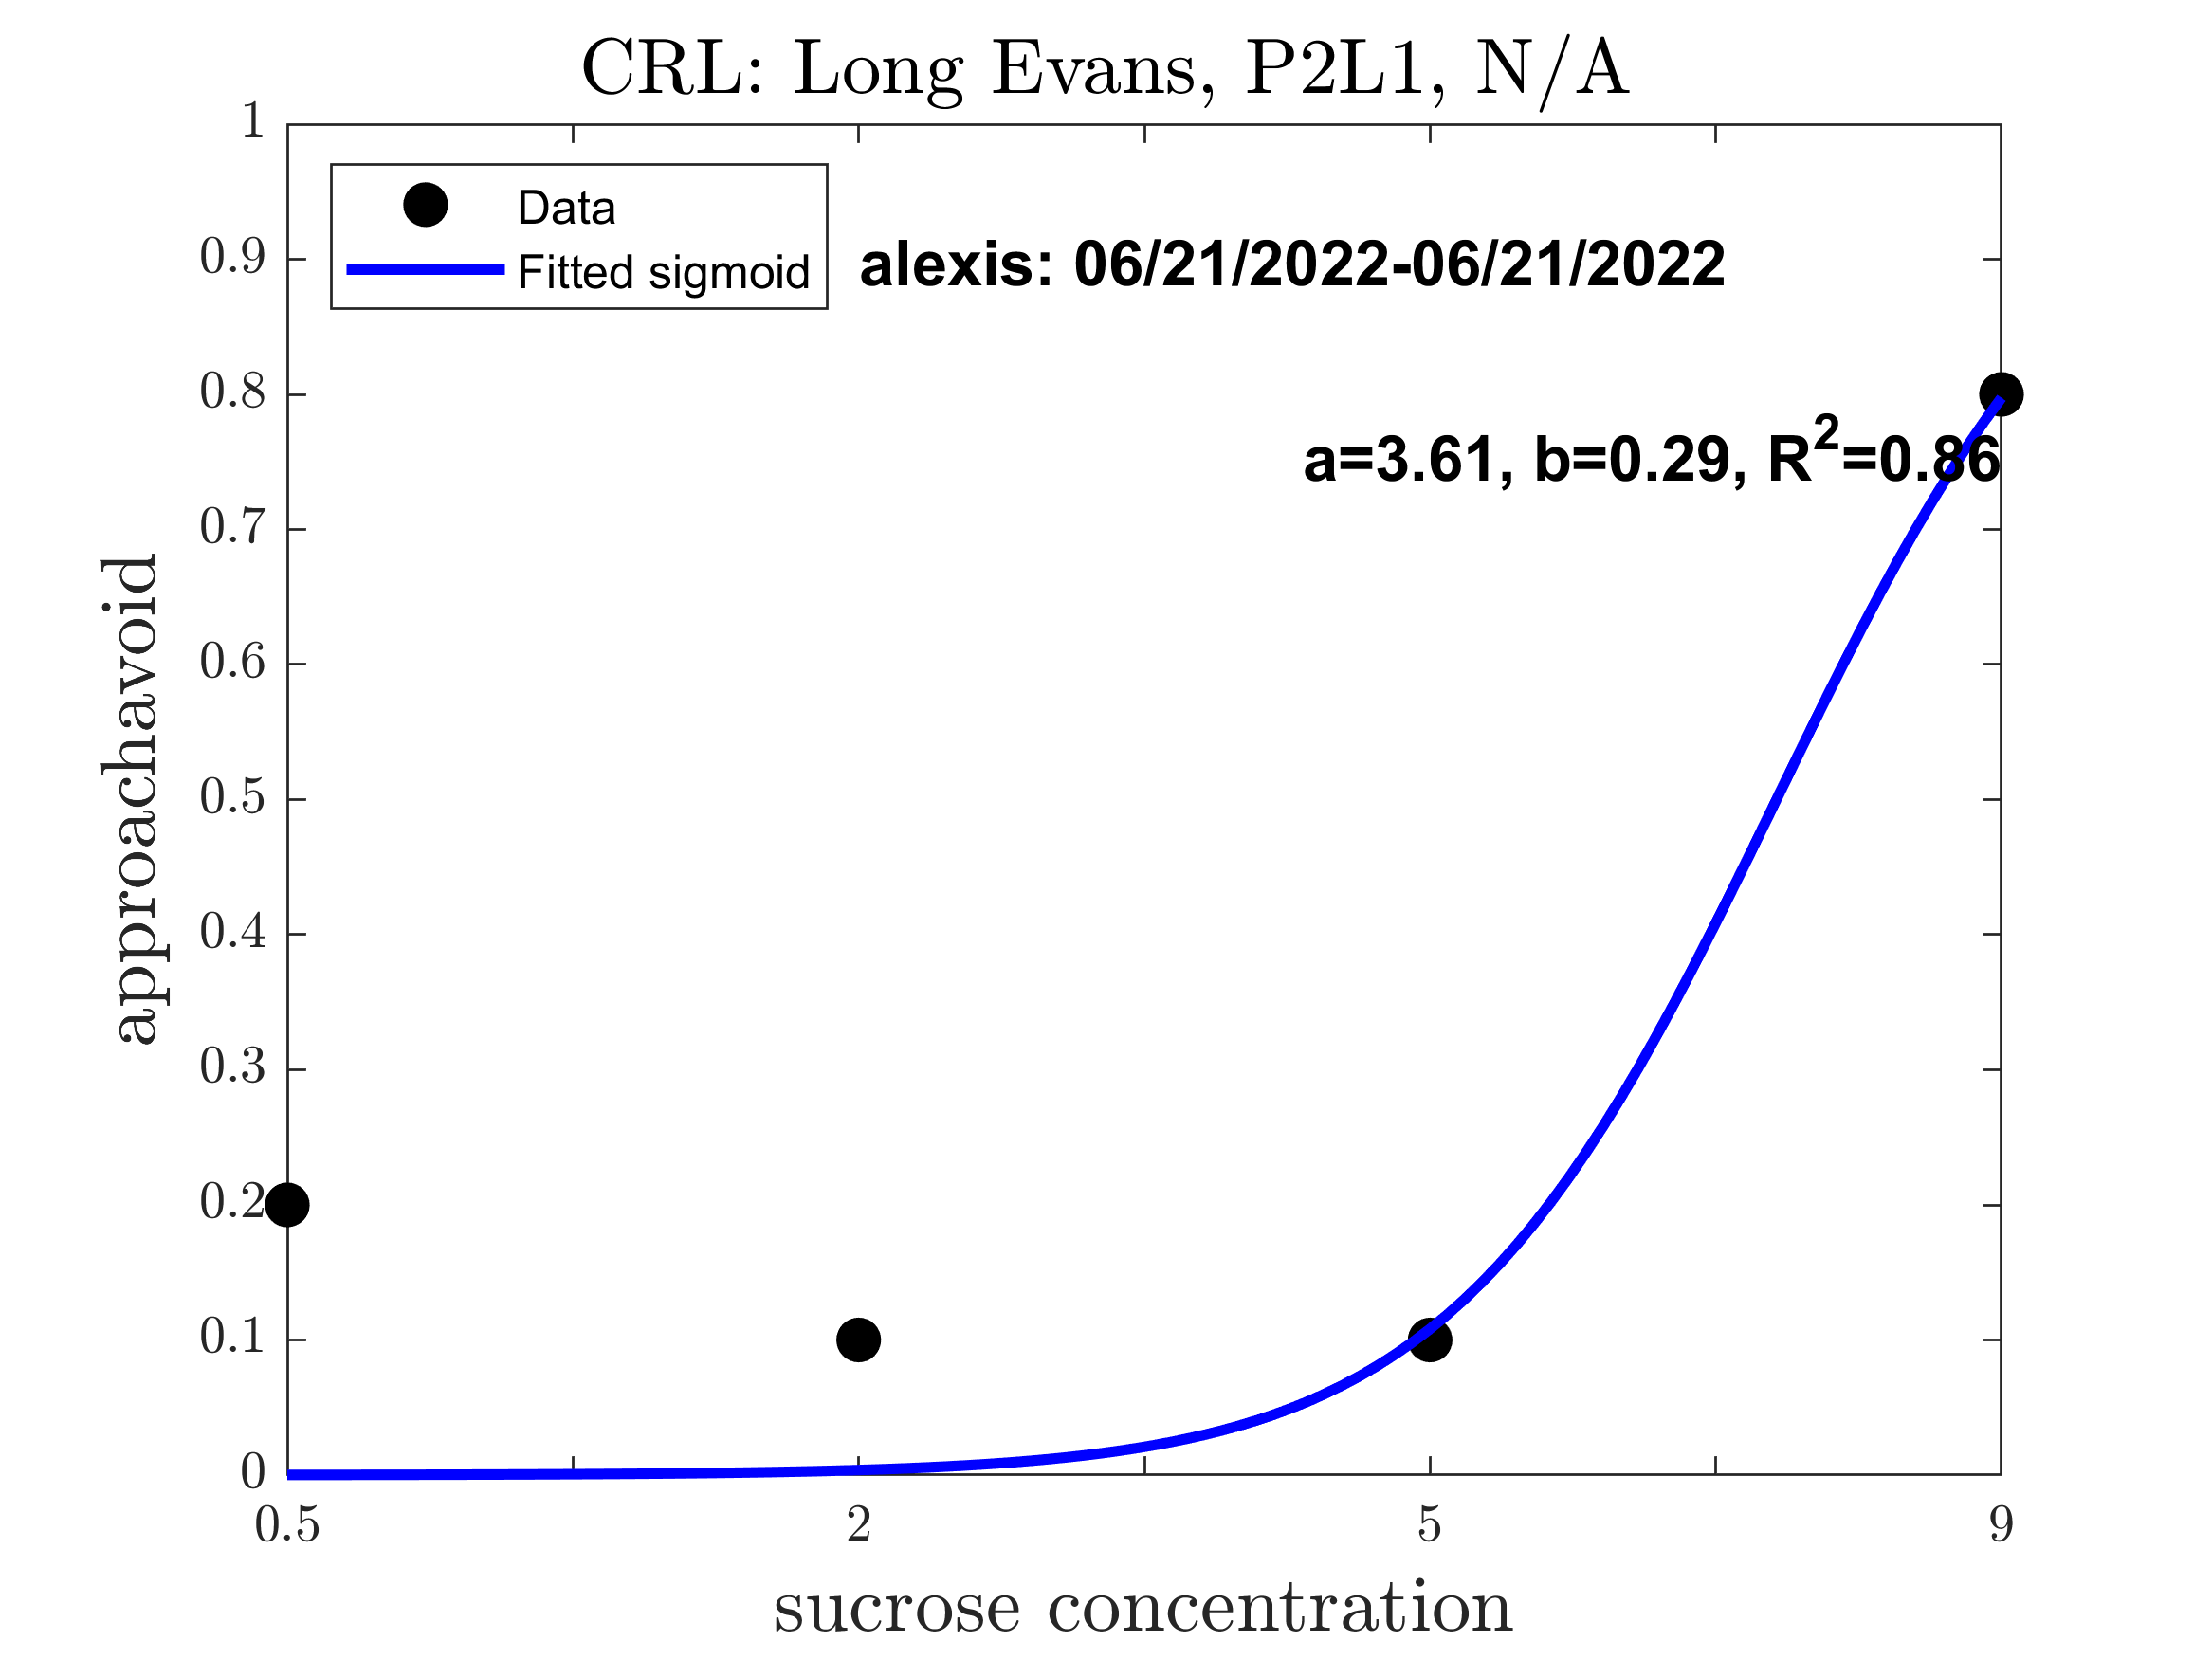 CRL: Long Evans, P2L1, N/A
1
Data
Fitted sigmoid
alexis: 06/21/2022-06/21/2022
0.9
0.8
a=3.61, b=0.29, R²=0.86
0.7
0.6
0.5
0.4
0.3
0.2
0.1
0
approachavoid
0.5 2 5 9
sucrose concentration